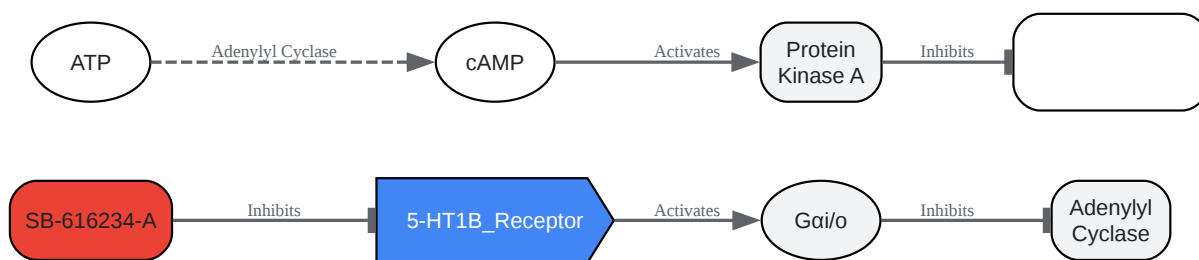 ATP
Adenylyl Cyclase
cAMP
Activates
Protein
Kinase A
Inhibits
SB-616234-A
Inhibits
5-HT1B_Receptor
Activates
Gαi/o
Inhibits
Adenylyl
Cyclase